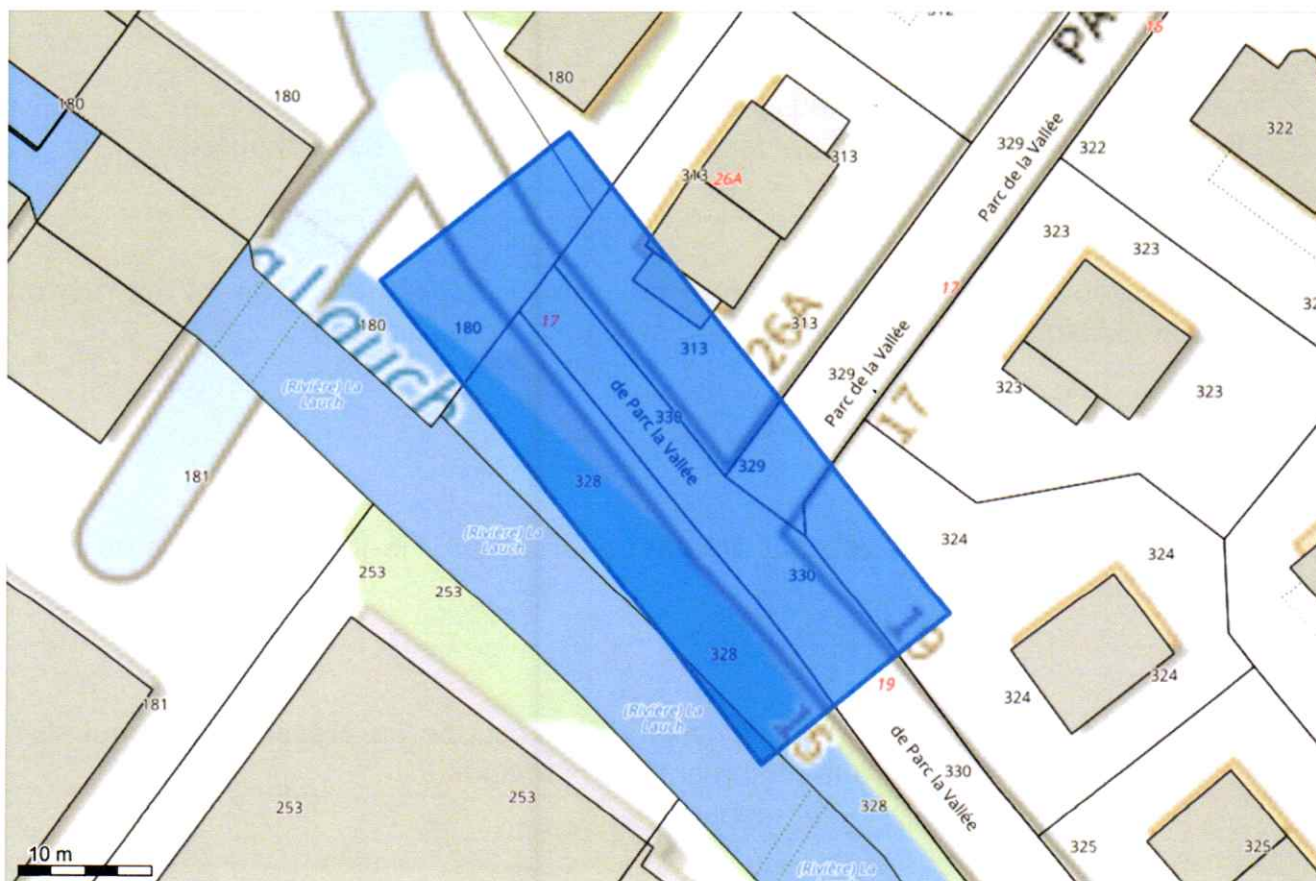 312
16
PA
180
180
180
322
329
322
313
313
26A
Parc de la Vallée
323
323
a Lauch
17
180
180
17
(Rivière) La
Lauch
313
26A
313
329
Parc de la Vallée
323
323
330
de Parc la Vallée
17
329
181
328
(Rivière) La
Lauch
324
324
253
253
330
1
328
19
324
324
181
(Rivière) La
Lauch
15
de Parc la Vallée
330
253
253
328
325
325
10 m
(Rivière) La